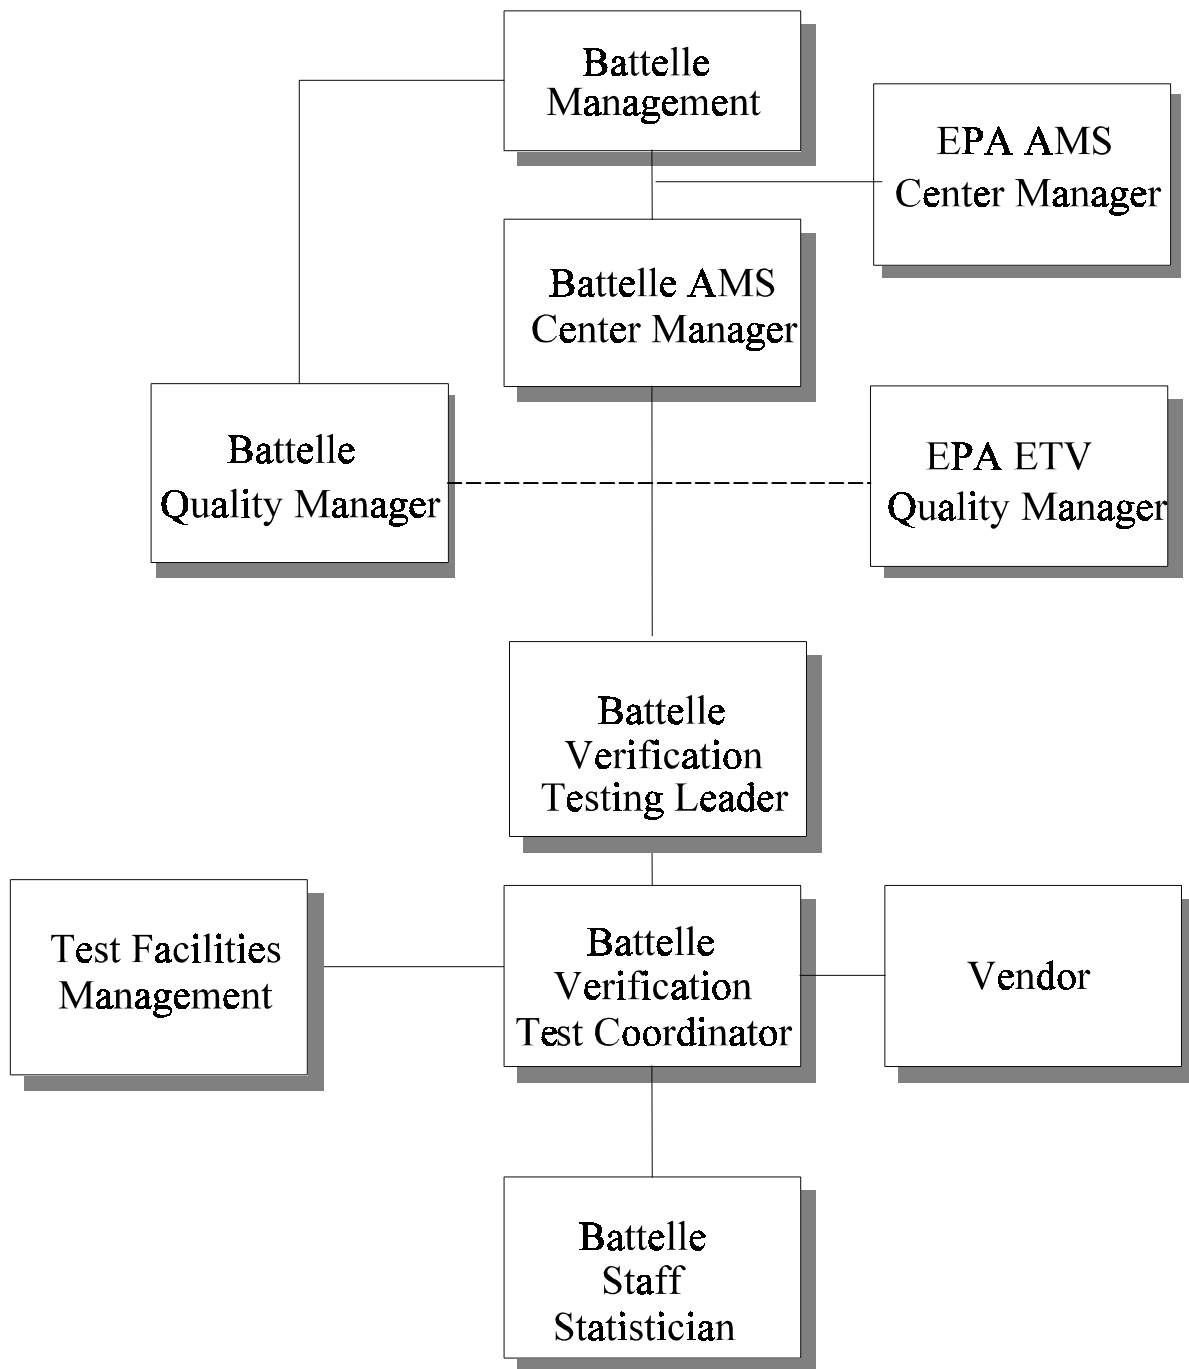 Battelle
Management
EPA AMS
Center Manager
Battelle AMS
Center Manager
Battelle
Quality Manager
EPA ETV
Quality Manager
Battelle
Verification
Testing Leader
Test Facilities
Management
Battelle
Verification
Test Coordinator
Vendor
Battelle
Staff
Statistician